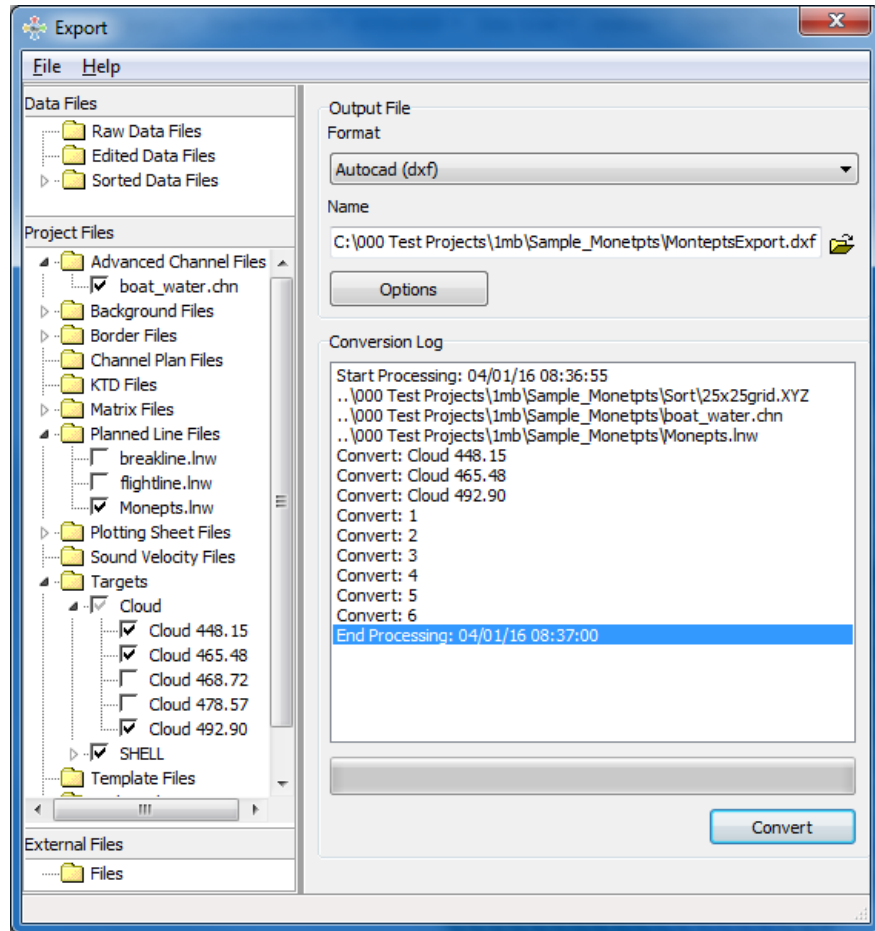 Export
File Help
Data Files
Raw Data Files
Edited Data Files
Sorted Data Files
Project Files
Advanced Channel Files
boat_water.chn
Background Files
Border Files
Channel Plan Files
KTD Files
Matrix Files
Planned Line Files
breakline.lnw
flightline.lnw
Monepts.lnw
Plotting Sheet Files
Sound Velocity Files
Targets
Cloud
Cloud 448.15
Cloud 465.48
Cloud 468.72
Cloud 478.57
Cloud 492.90
SHELL
Template Files
External Files
Files
Output File
Format
Autocad (dxf)
Name
C:\000 Test Projects\1mb\Sample_Monetpts\MonteptsExport.dxf
Options
Conversion Log
Start Processing: 04/01/16 08:36:55
..\000 Test Projects\1mb\Sample_Monetpts\Sort\25x25grid.XYZ
..\000 Test Projects\1mb\Sample_Monetpts\boat_water.chn
..\000 Test Projects\1mb\Sample_Monetpts\Monepts.lnw
Convert: Cloud 448.15
Convert: Cloud 465.48
Convert: Cloud 492.90
Convert: 1
Convert: 2
Convert: 3
Convert: 4
Convert: 5
Convert: 6
End Processing: 04/01/16 08:37:00
Convert